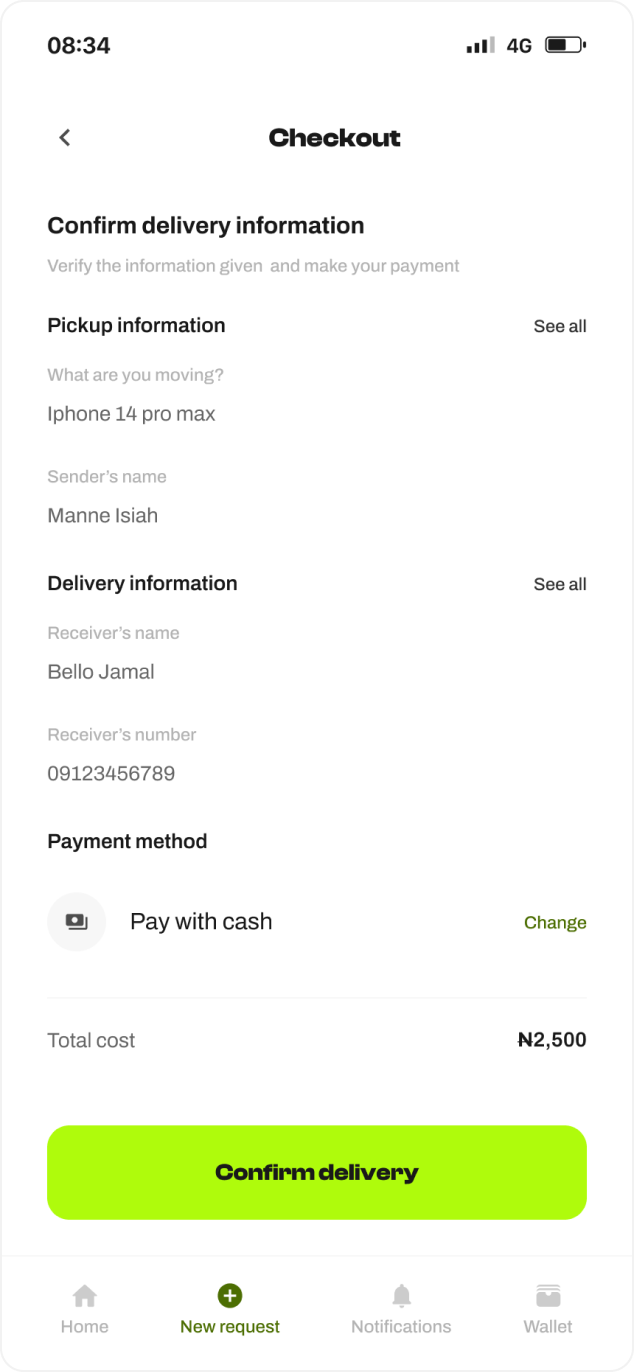 08:34 4G
Checkout
Confirm delivery information
Verify the information given  and make your payment
Pickup information See all
What are you moving?
Iphone 14 pro max
Sender’s name
Manne Isiah
Delivery information See all
Receiver’s name
Bello Jamal
Receiver’s number
09123456789
Payment method
Pay with cash Change
Total cost ₦2,500
Confirm delivery
Home New request Notifications Wallet